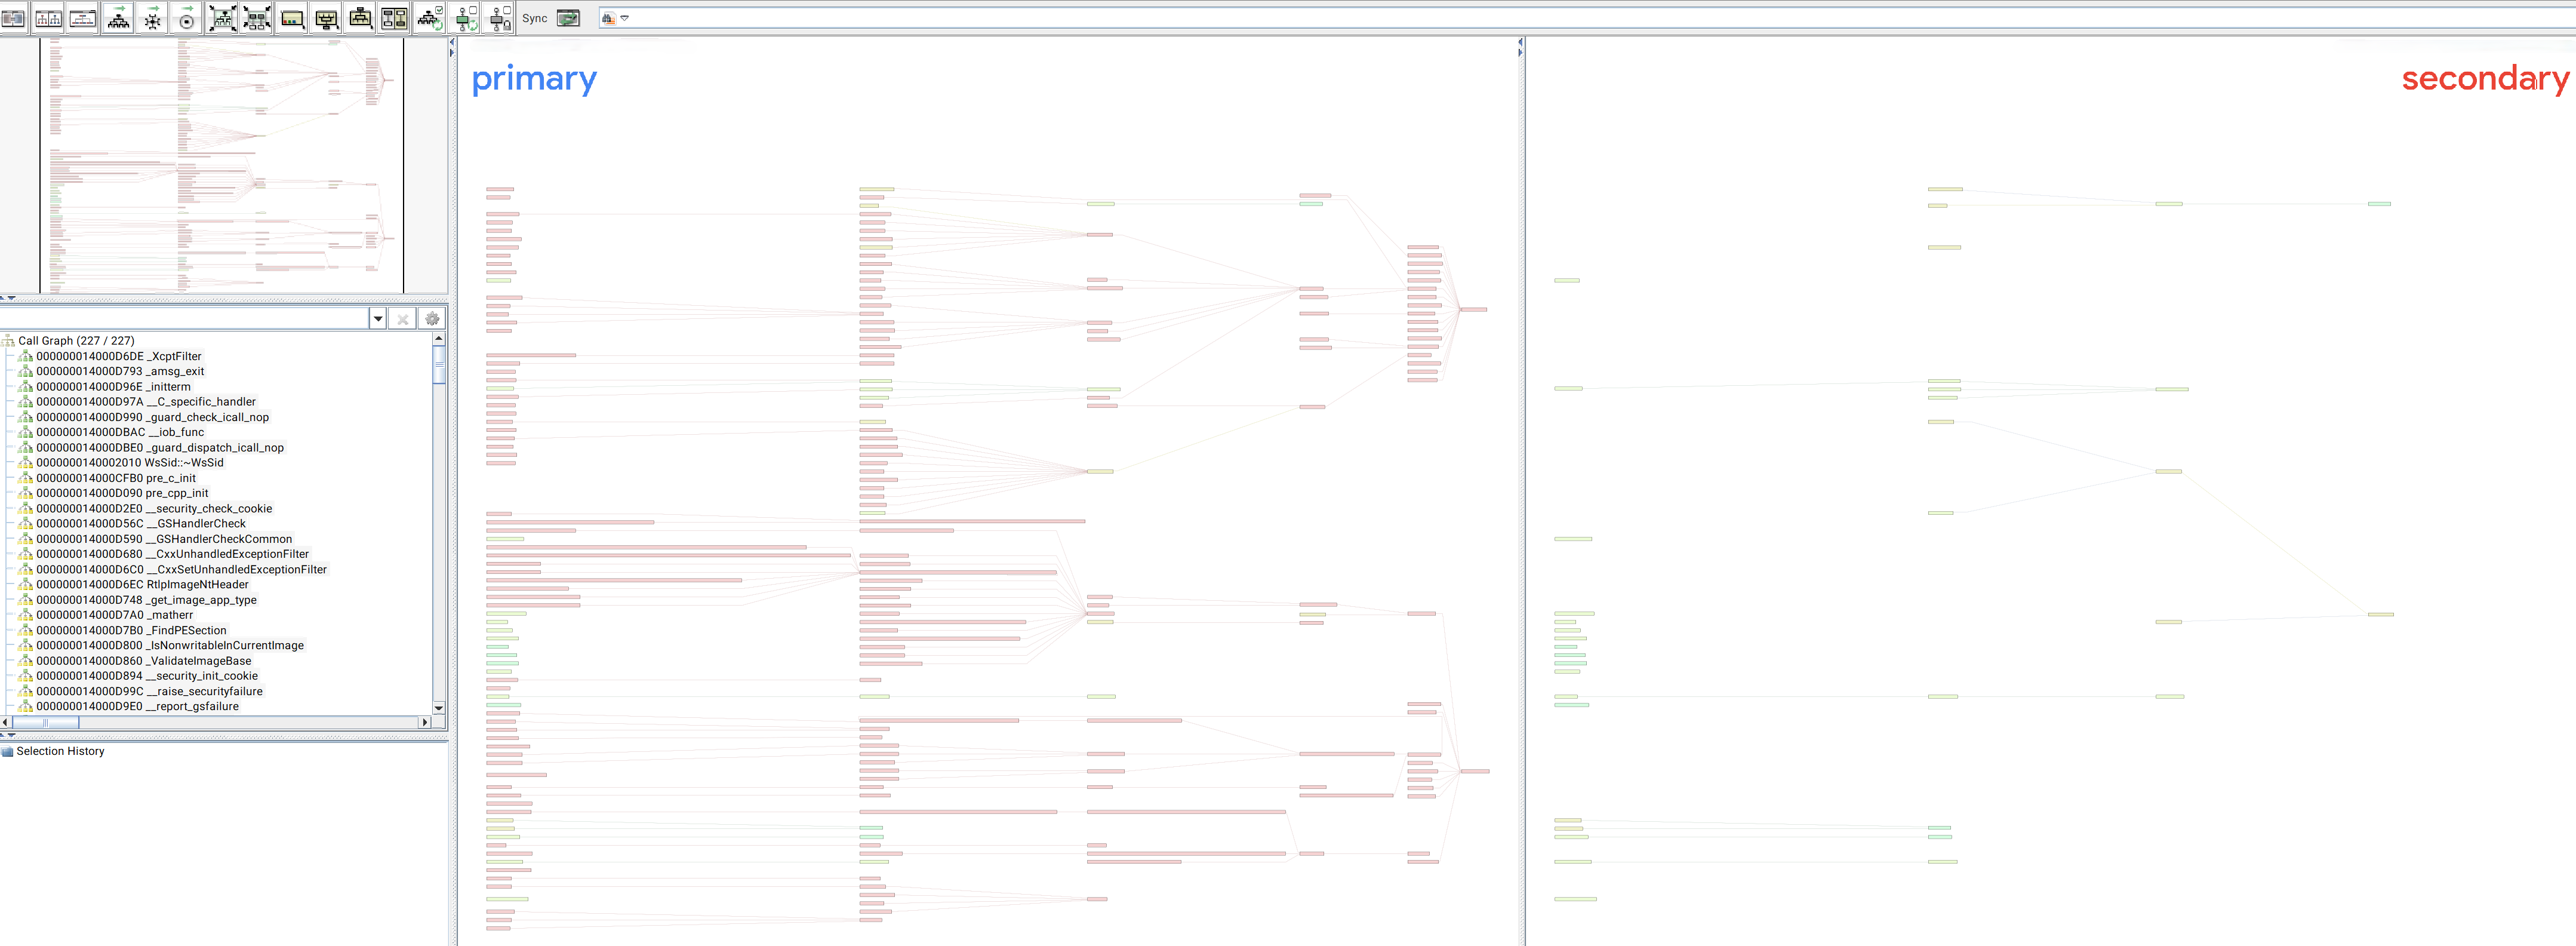 Sync
primary
secondary
Call Graph (227 / 227)
000000014000D6DE _XcptFilter
000000014000D793 _amsg_exit
000000014000D96E _initterm
000000014000D97A __C_specific_handler
000000014000D990 _guard_check_icall_nop
000000014000DBAC __iob_func
000000014000DBE0 _guard_dispatch_icall_nop
0000000140002010 WsSid::~WsSid
000000014000CFB0 pre_c_init
000000014000D090 pre_cpp_init
000000014000D2E0 __security_check_cookie
000000014000D56C __GSHandlerCheck
000000014000D590 __GSHandlerCheckCommon
000000014000D680 __CxxUnhandledExceptionFilter
000000014000D6C0 __CxxSetUnhandledExceptionFilter
000000014000D6EC RtlpImageNtHeader
000000014000D748 _get_image_app_type
000000014000D7A0 _matherr
000000014000D7B0 _FindPESection
000000014000D800 _IsNonwritableInCurrentImage
000000014000D860 _ValidateImageBase
000000014000D894 __security_init_cookie
000000014000D99C __raise_securityfailure
000000014000D9E0 __report_gsfailure
Selection History